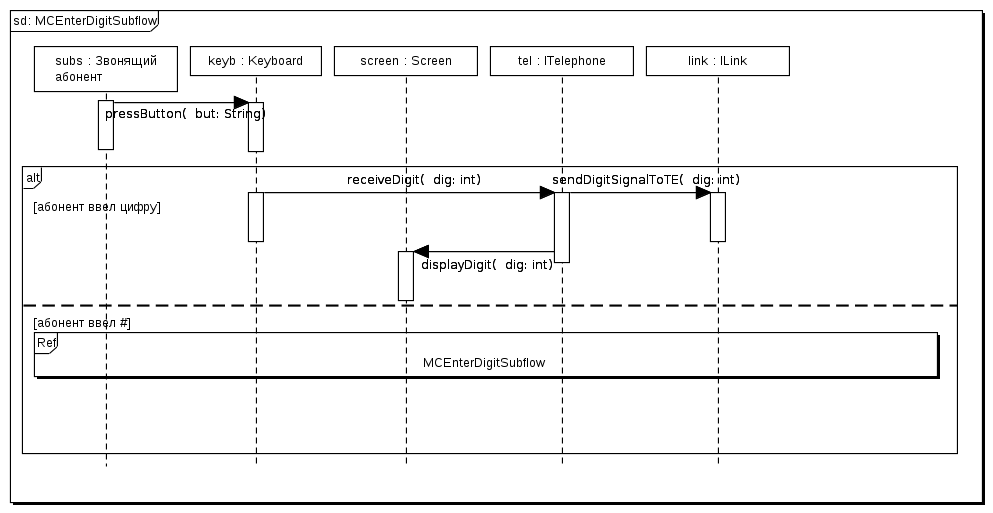 sd: MCEnterDigitSubflow
subs : Звонящий
абонент
keyb : Keyboard
screen : Screen
tel : ITelephone
link : ILink
pressButton( but: String)
alt
receiveDigit( dig: int)
sendDigitSignalToTE( dig: int)
[абонент ввел цифру]
displayDigit( dig: int)
[абонент ввел #]
Ref
MCEnterDigitSubflow